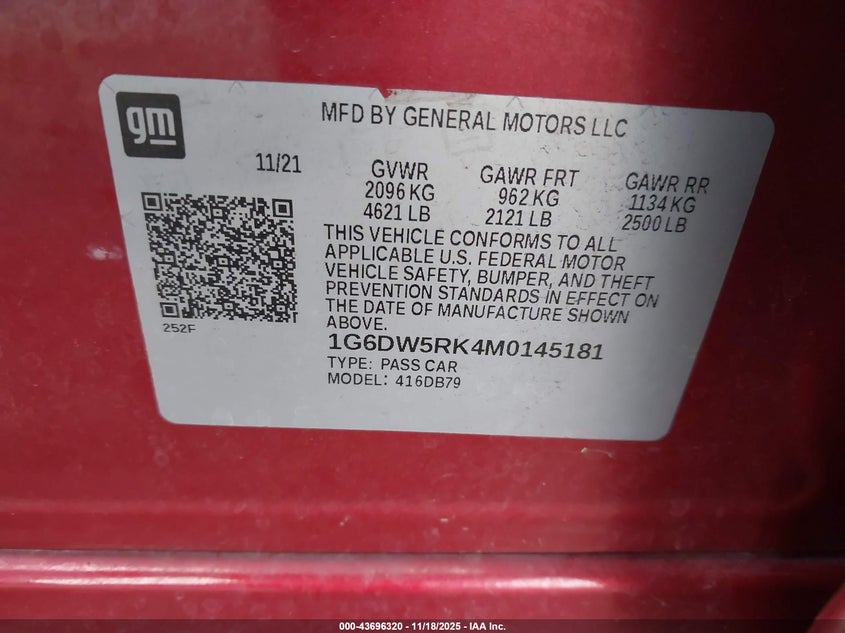 gm
MFD BY GENERAL MOTORS LLC
11/21
GVWR
2096 KG
4621 LB
GAWR FRT
962 KG
2121 LB
GAWR RR
1134 KG
2500 LB
THIS VEHICLE CONFORMS TO ALL
APPLICABLE U.S. FEDERAL MOTOR
VEHICLE SAFETY, BUMPER, AND THEFT
PREVENTION STANDARDS IN EFFECT ON
THE DATE OF MANUFACTURE SHOWN
ABOVE.
252F
1G6DW5RK4M0145181
TYPE: PASS CAR
MODEL: 416DB79
000-43696320 - 11/18/2025 - IAA Inc.